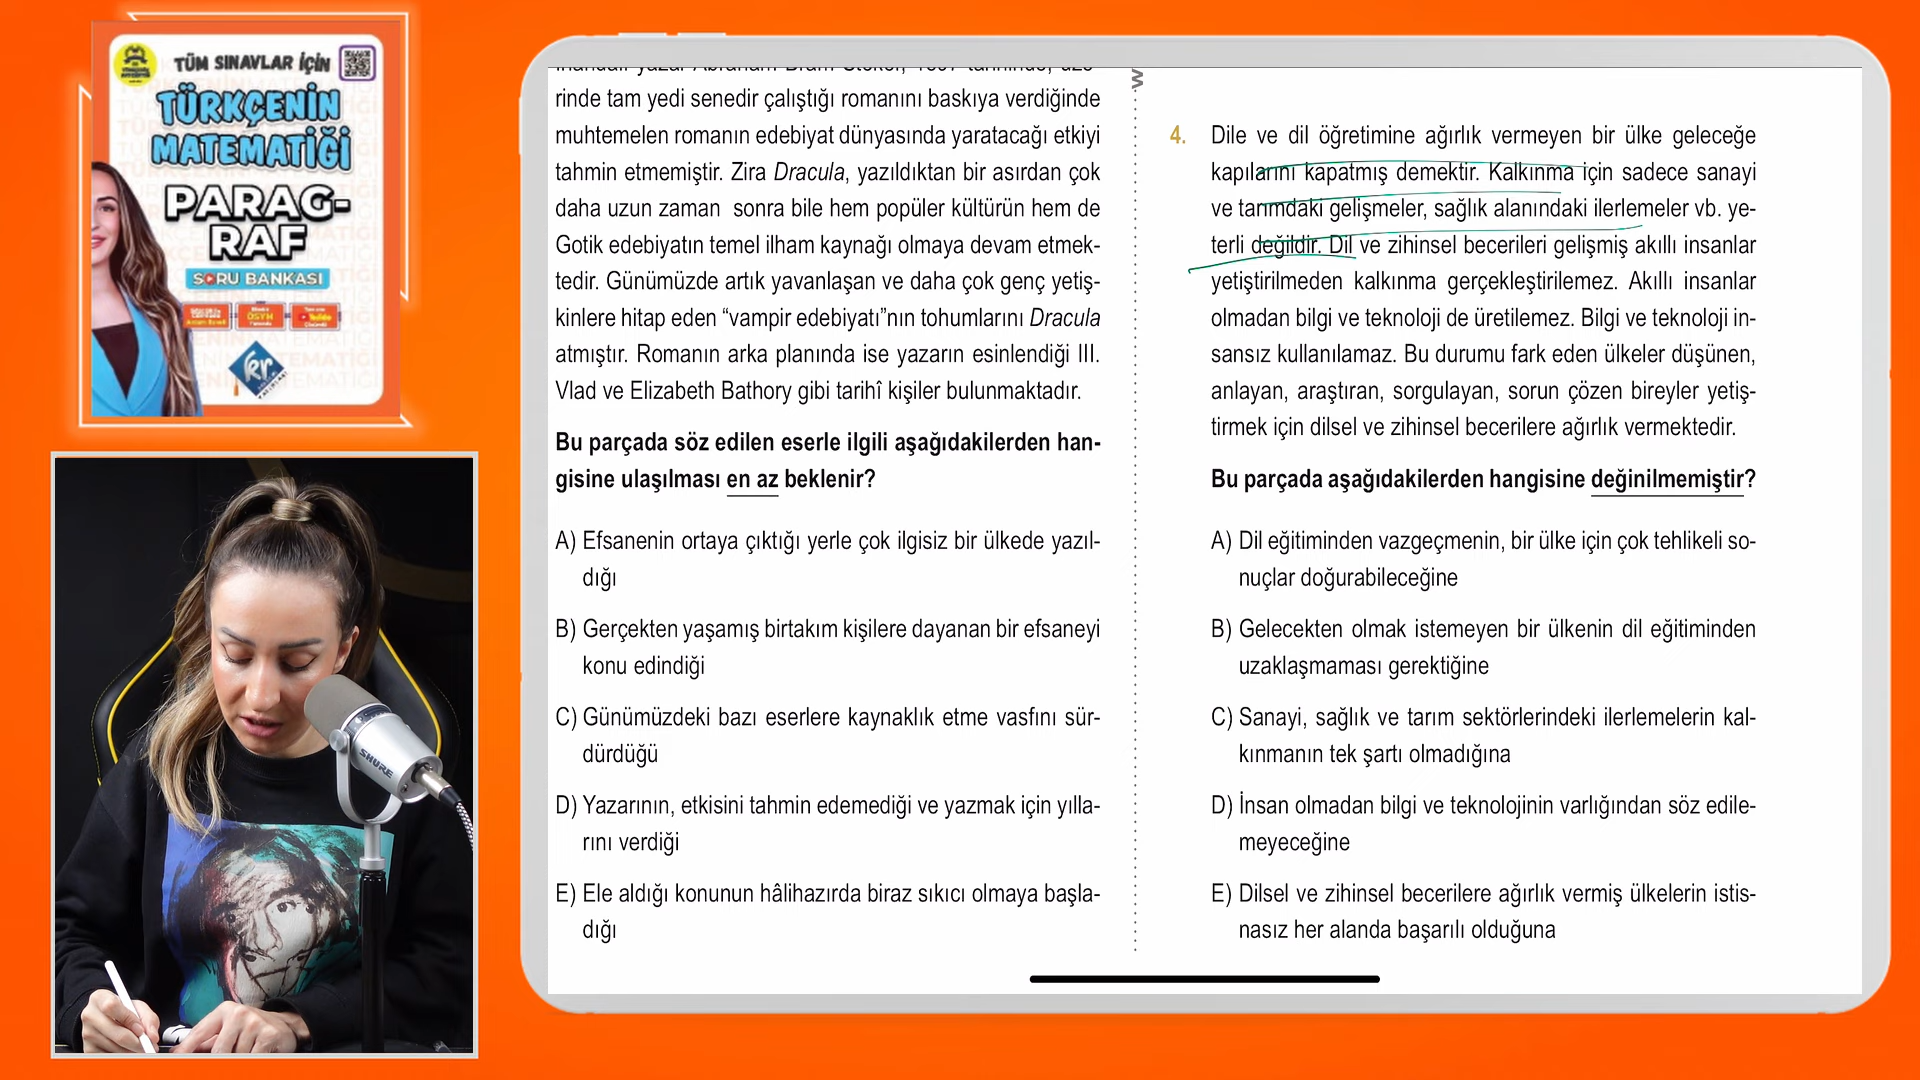 TÜM SINAVLAR İÇİN
TÜRKÇENİN
MATEMATİĞİ
PARAG-
RAF
SORU BANKASI
rinde tam yedi senedir çalıştığı romanını baskıya verdiğinde
muhtemelen romanın edebiyat dünyasında yaratacağı etkiyi
tahmin etmemiştir. Zira Dracula, yazıldıktan bir asırdan çok
daha uzun zaman sonra bile hem popüler kültürün hem de
Gotik edebiyatın temel ilham kaynağı olmaya devam etmek-
tedir. Günümüzde artık yavanlaşan ve daha çok genç yetiş-
kinlere hitap eden “vampir edebiyatı”nın tohumlarını Dracula
atmıştır. Romanın arka planında ise yazarın esinlendiği III.
Vlad ve Elizabeth Bathory gibi tarihî kişiler bulunmaktadır.
Bu parçada söz edilen eserle ilgili aşağıdakilerden han-
gisine ulaşılması en az beklenir?
A) Efsanenin ortaya çıktığı yerle çok ilgisiz bir ülkede yazıl-
dığı
B) Gerçekten yaşamış birtakım kişilere dayanan bir efsaneyi
konu edindiği
C) Günümüzdeki bazı eserlere kaynaklık etme vasfını sür-
dürdüğü
D) Yazarının, etkisini tahmin edemediği ve yazmak için yılla-
rını verdiği
E) Ele aldığı konunun hâlihazırda biraz sıkıcı olmaya başla-
dığı
4. Dile ve dil öğretimine ağırlık vermeyen bir ülke geleceğe
kapılarını kapatmış demektir. Kalkınma için sadece sanayi
ve tarımdaki gelişmeler, sağlık alanındaki ilerlemeler vb. ye-
terli değildir. Dil ve zihinsel becerileri gelişmiş akıllı insanlar
yetiştirilmeden kalkınma gerçekleştirilemez. Akıllı insanlar
olmadan bilgi ve teknoloji de üretilemez. Bilgi ve teknoloji in-
sansız kullanılamaz. Bu durumu fark eden ülkeler düşünen,
anlayan, araştıran, sorgulayan, sorun çözen bireyler yetiş-
tirmek için dilsel ve zihinsel becerilere ağırlık vermektedir.
Bu parçada aşağıdakilerden hangisine değinilmemiştir?
A) Dil eğitiminden vazgeçmenin, bir ülke için çok tehlikeli so-
nuçlar doğurabileceğine
B) Gelecekten olmak istemeyen bir ülkenin dil eğitiminden
uzaklaşmaması gerektiğine
C) Sanayi, sağlık ve tarım sektörlerindeki ilerlemelerin kal-
kınmanın tek şartı olmadığına
D) İnsan olmadan bilgi ve teknolojinin varlığından söz edile-
meyeceğine
E) Dilsel ve zihinsel becerilere ağırlık vermiş ülkelerin istis-
nasız her alanda başarılı olduğuna
SHURE